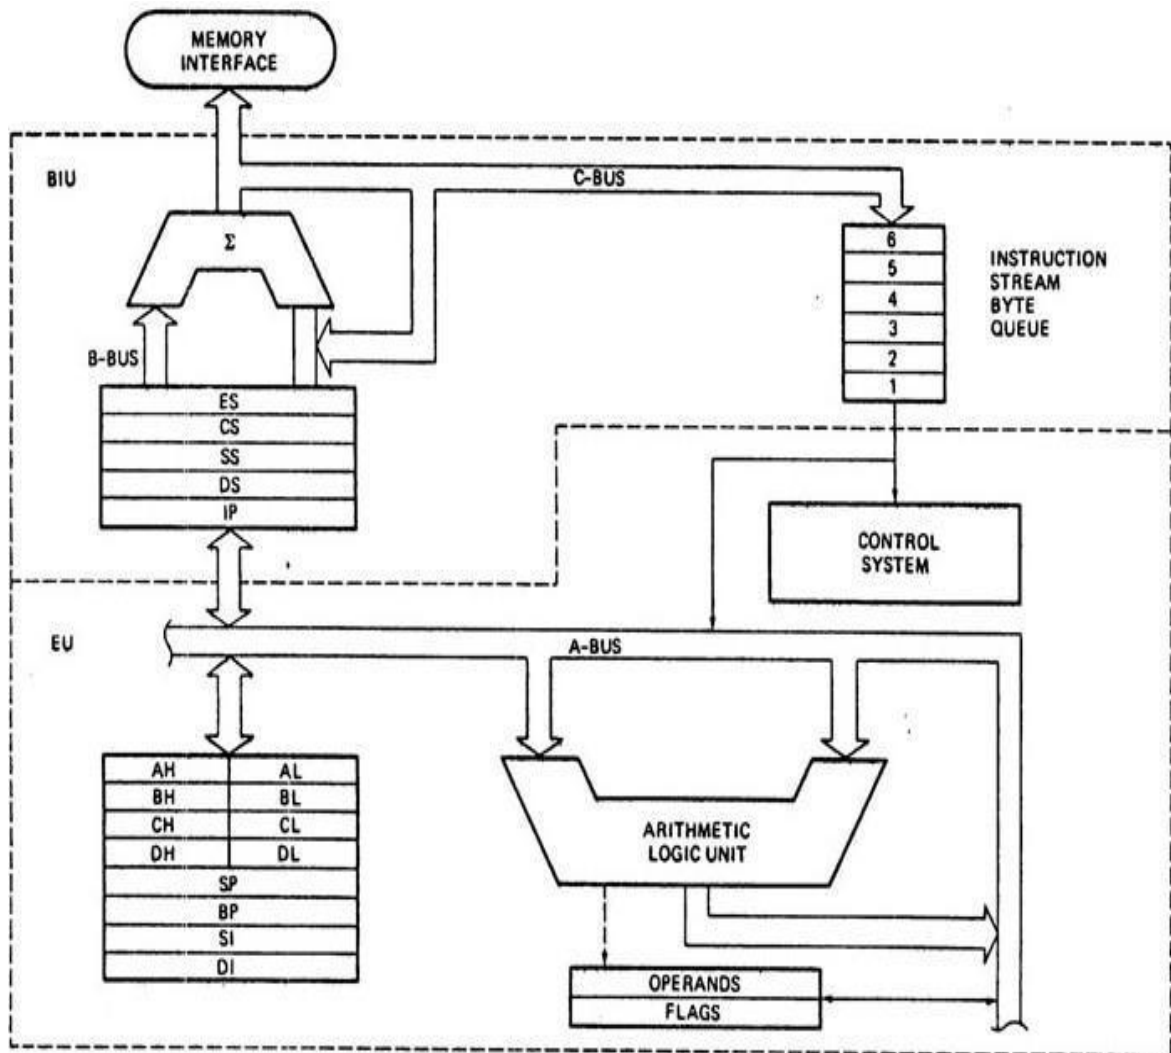 MEMORY
INTERFACE
BIU
C-BUS
Σ
6
5
4
3
2
1
INSTRUCTION
STREAM
BYTE
QUEUE
B-BUS
ES
CS
SS
DS
IP
CONTROL
SYSTEM
EU
A-BUS
AH AL
BH BL
CH CL
DH DL
SP
BP
SI
DI
ARITHMETIC
LOGIC UNIT
OPERANDS
FLAGS